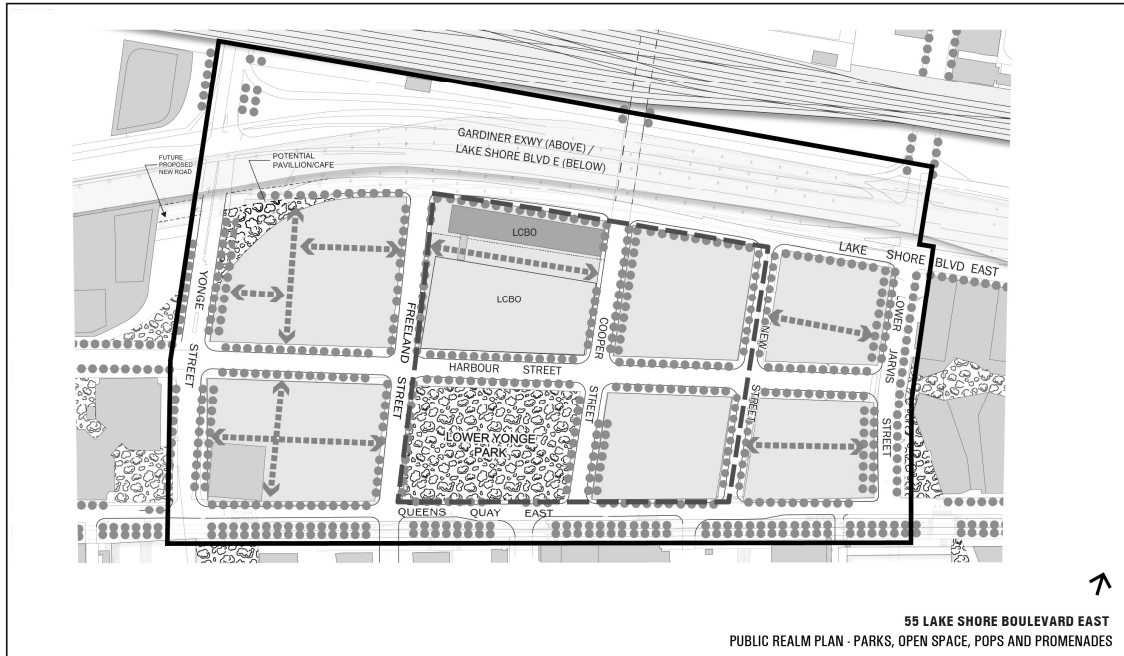 GARDINER EXWY (ABOVE) /
LAKE SHORE BLVD E (BELOW)
FUTURE
PROPOSED
NEW ROAD
POTENTIAL
PAVILLION/CAFE
LCBO
LCBO
LAKE SHORE BLVD EAST
YONGE STREET
FREELAND STREET
COOPER STREET
NEW STREET
LOWER JARVIS STREET
HARBOUR STREET
LOWER YONGE
PARK
QUEENS QUAY EAST
55 LAKE SHORE BOULEVARD EAST
PUBLIC REALM PLAN - PARKS, OPEN SPACE, POPS AND PROMENADES